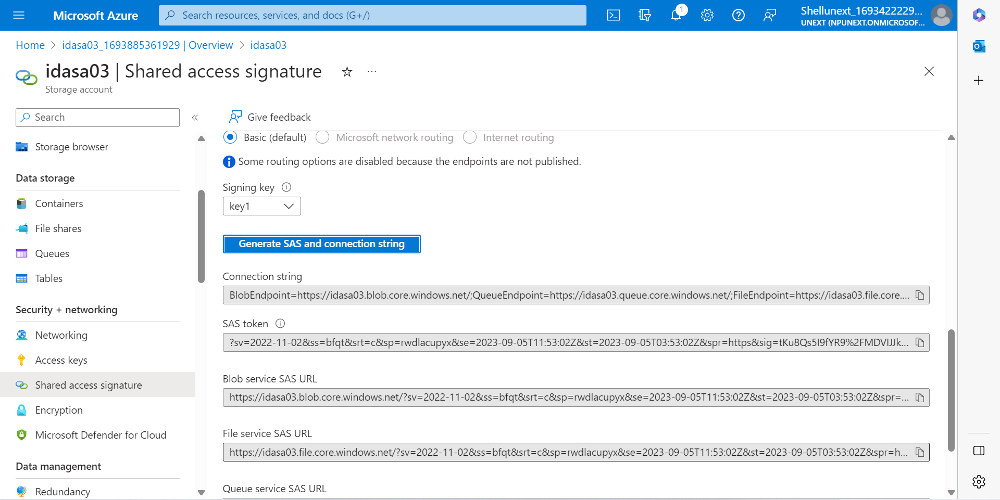 Microsoft Azure
Search resources, services, and docs (G+/)
1
Shellunext_1693422229...
UNEXT (NPUNEXT.ONMICROSOF...
Home > idasa03_1693885361929 | Overview > idasa03
idasa03 | Shared access signature
Storage account
Search
Give feedback
Storage browser
Data storage
Containers
File shares
Queues
Tables
Security + networking
Networking
Access keys
Shared access signature
Encryption
Microsoft Defender for Cloud
Data management
Redundancy
Basic (default) Microsoft network routing Internet routing
Some routing options are disabled because the endpoints are not published.
Signing key
key1
Generate SAS and connection string
Connection string
BlobEndpoint=https://idasa03.blob.core.windows.net/;QueueEndpoint=https://idasa03.queue.core.windows.net/;FileEndpoint=https://idasa03.file.core....
SAS token
?sv=2022-11-02&ss=bfqt&srt=c&sp=rwdlacupyx&se=2023-09-05T11:53:02Z&st=2023-09-05T03:53:02Z&spr=https&sig=tKu8Qs5I9fYR9%2FMDVIJJk...
Blob service SAS URL
https://idasa03.blob.core.windows.net/?sv=2022-11-02&ss=bfqt&srt=c&sp=rwdlacupyx&se=2023-09-05T11:53:02Z&st=2023-09-05T03:53:02Z&spr=...
File service SAS URL
https://idasa03.file.core.windows.net/?sv=2022-11-02&ss=bfqt&srt=c&sp=rwdlacupyx&se=2023-09-05T11:53:02Z&st=2023-09-05T03:53:02Z&spr=h...
Queue service SAS URL